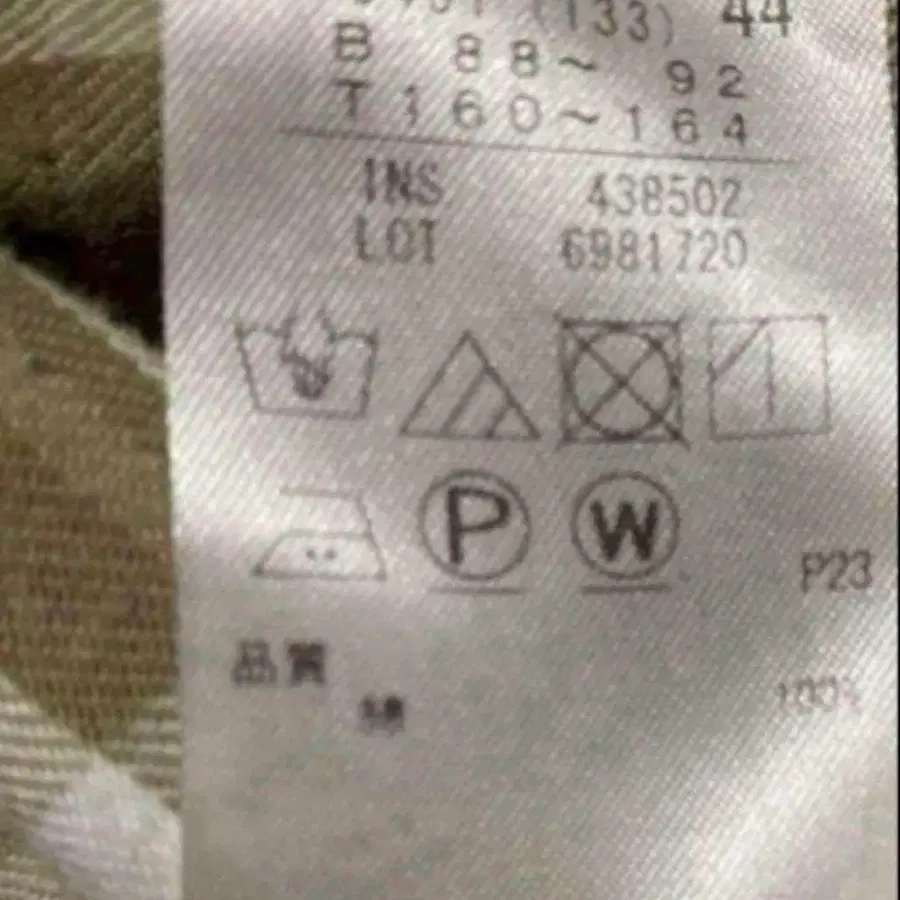 (133) 44
B 88～ 92
T 160～164
INS 438502
LOT 6981720
P W P23
品質
綿 100%